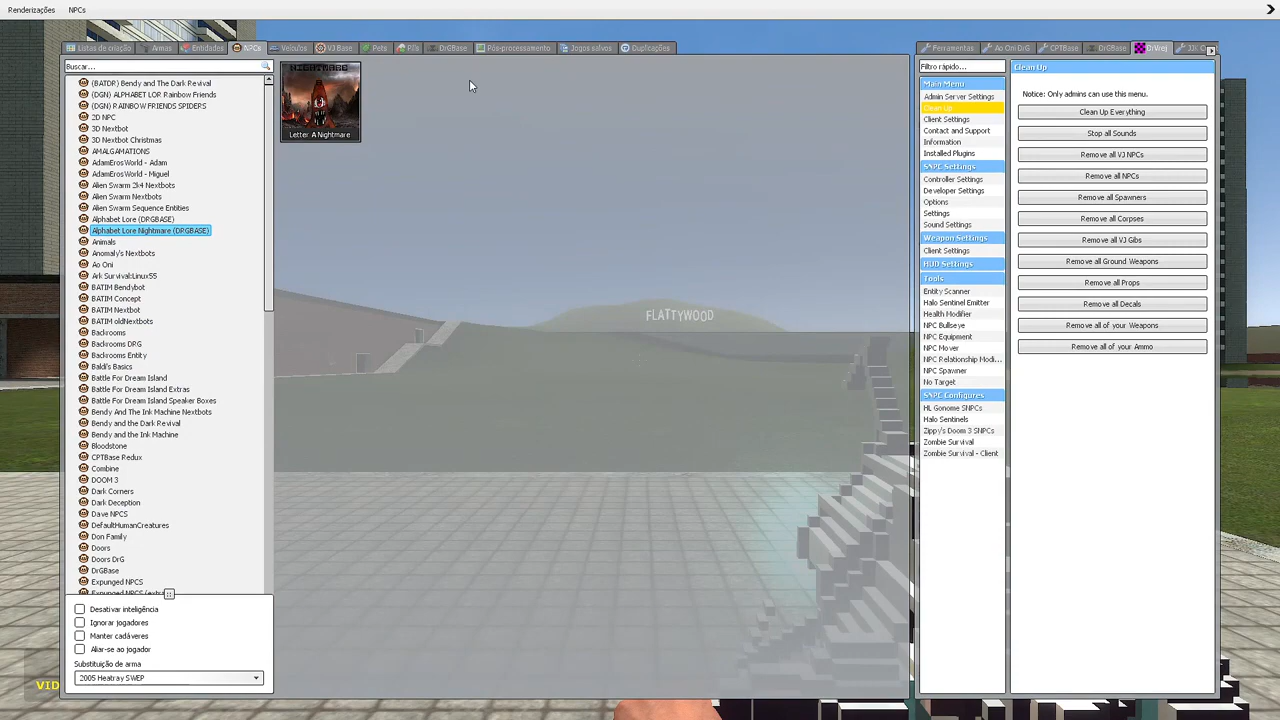 Renderizações NPCs
Listas de criação Armas Entidades NPCs Veículos VJ Base Pets Pills DrGBase Pós-processamento Jogos salvos Duplicações
Ferramentas Ao Oni DrG CPTBase DrGBase DrVrej
Buscar...
(BATDR) Bendy and The Dark Revival
(DGN) ALPHABET LOR Rainbow Friends
(DGN) RAINBOW FRIENDS SPIDERS
2D NPC
3D Nextbot
3D Nextbot Christmas
AMALGAMATIONS
AdamErosWorld - Adam
AdamErosWorld - Miguel
Alien Swarm 2k4 Nextbots
Alien Swarm Nextbots
Alien Swarm Sequence Entities
Alphabet Lore (DRGBASE)
Alphabet Lore Nightmare (DRGBASE)
Animals
Anomaly's Nextbots
Ao Oni
Ark Survival:Linux55
BATIM Bendybot
BATIM Concept
BATIM Nextbot
BATIM oldNextbots
Backrooms
Backrooms DRG
Backrooms Entity
Baldi's Basics
Battle For Dream Island
Battle For Dream Island Extras
Battle For Dream Island Speaker Boxes
Bendy And The Ink Machine Nextbots
Bendy and the Dark Revival
Bendy and the Ink Machine
Bloodstone
CPTBase Redux
Combine
DOOM 3
Dark Corners
Dark Deception
Dave NPCS
DefaultHumanCreatures
Don Family
Doors
Doors DrG
DrGBase
Expunged NPCS
Expunged NPCS (extra
Desativar inteligência
Ignorar jogadores
Manter cadáveres
Aliar-se ao jogador
Substituição de arma
2005 Heatray SWEP
NIGHTMARE
Letter A Nightmare
FLATTYWOOD
VID
Filtro rápido...
Main Menu
Admin Server Settings
Clean Up
Client Settings
Contact and Support
Information
Installed Plugins
SNPC Settings
Controller Settings
Developer Settings
Options
Settings
Sound Settings
Weapon Settings
Client Settings
HUD Settings
Tools
Entity Scanner
Halo Sentinel Emitter
Health Modifier
NPC Bullseye
NPC Equipment
NPC Mover
NPC Relationship Modi...
NPC Spawner
No Target
SNPC Configures
HL Gonome SNPCs
Halo Sentinels
Zippy's Doom 3 SNPCs
Zombie Survival
Zombie Survival - Client
Clean Up
Notice: Only admins can use this menu.
Clean Up Everything
Stop all Sounds
Remove all VJ NPCs
Remove all NPCs
Remove all Spawners
Remove all Corpses
Remove all VJ Gibs
Remove all Ground Weapons
Remove all Props
Remove all Decals
Remove all of your Weapons
Remove all of your Ammo